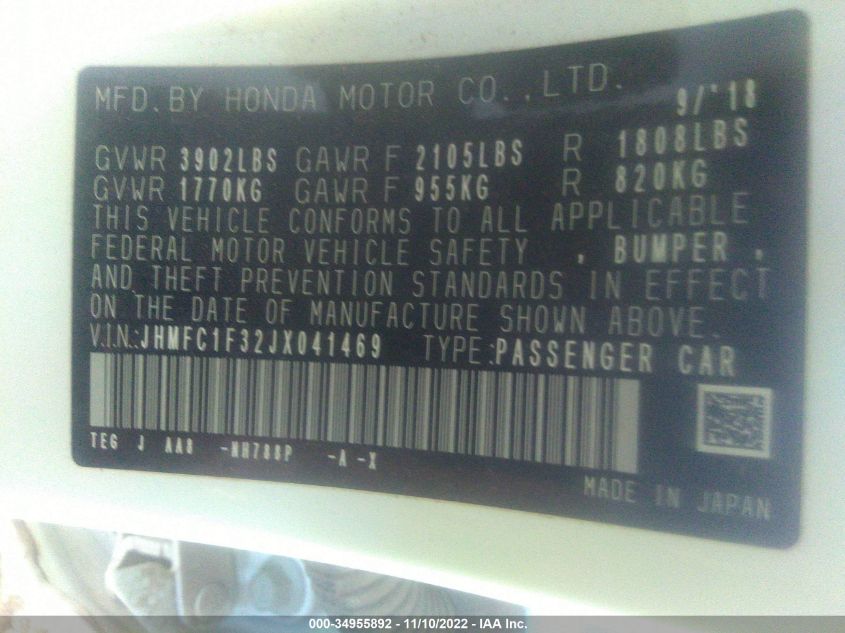 MFD. BY HONDA MOTOR CO., LTD. 9/'18
GVWR 3902LBS GAWR F 2105LBS R 1808LBS
GVWR 1770KG GAWR F 955KG R 820KG
THIS VEHICLE CONFORMS TO ALL APPLICABLE
FEDERAL MOTOR VEHICLE SAFETY , BUMPER ,
AND THEFT PREVENTION STANDARDS IN EFFECT
ON THE DATE OF MANUFACTURE SHOWN ABOVE.
V.I.N.:JHMFC1F32JX041469 TYPE:PASSENGER CAR
TEG J AA8 -NH788P -A -X
MADE IN JAPAN
000-34955892 - 11/10/2022 - IAA Inc.